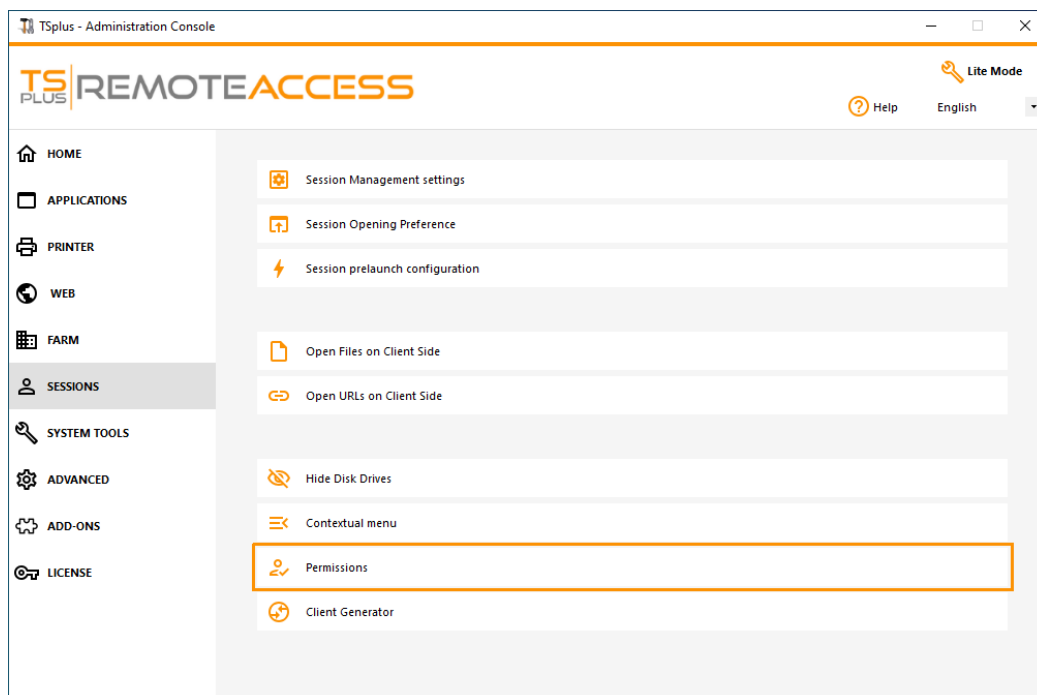 TSplus - Administration Console
TS PLUS REMOTEACCESS
Lite Mode
Help English
HOME
APPLICATIONS
PRINTER
WEB
FARM
SESSIONS
SYSTEM TOOLS
ADVANCED
ADD-ONS
LICENSE
Session Management settings
Session Opening Preference
Session prelaunch configuration
Open Files on Client Side
Open URLs on Client Side
Hide Disk Drives
Contextual menu
Permissions
Client Generator